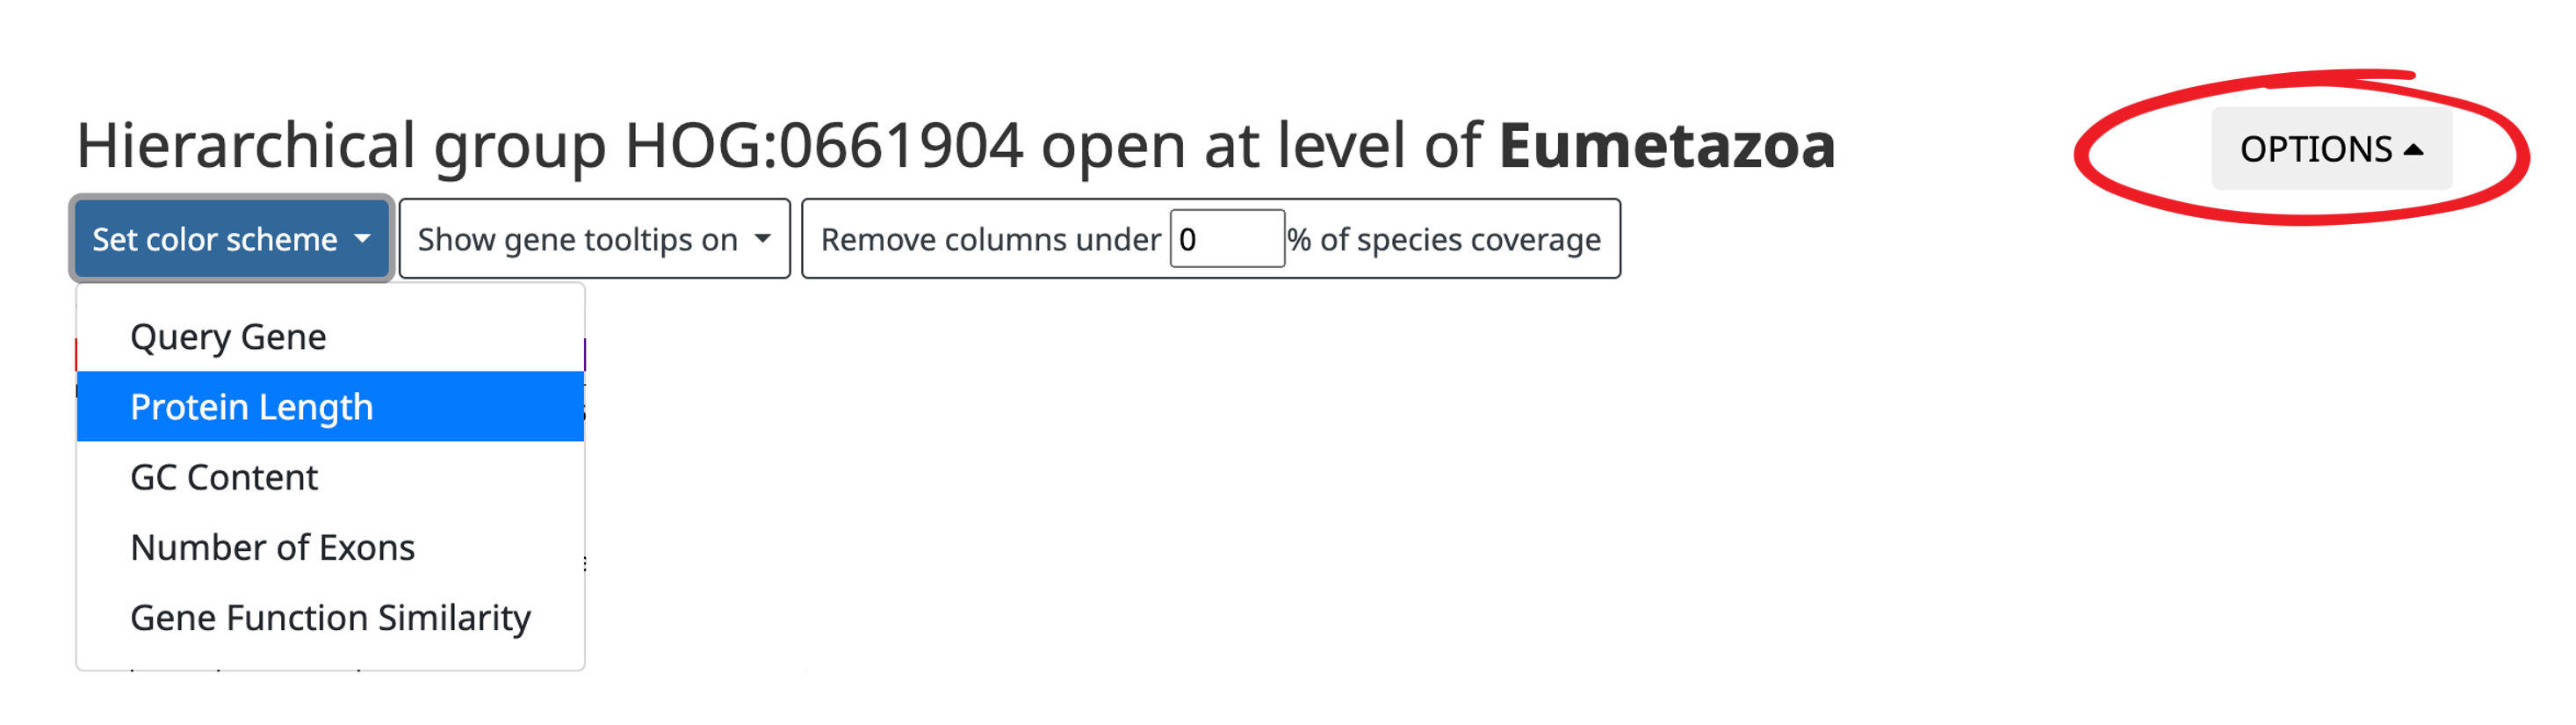 Hierarchical group HOG:0661904 open at level of Eumetazoa
OPTIONS
Set color scheme
Show gene tooltips on
Remove columns under 0 % of species coverage
Query Gene
Protein Length
GC Content
Number of Exons
Gene Function Similarity